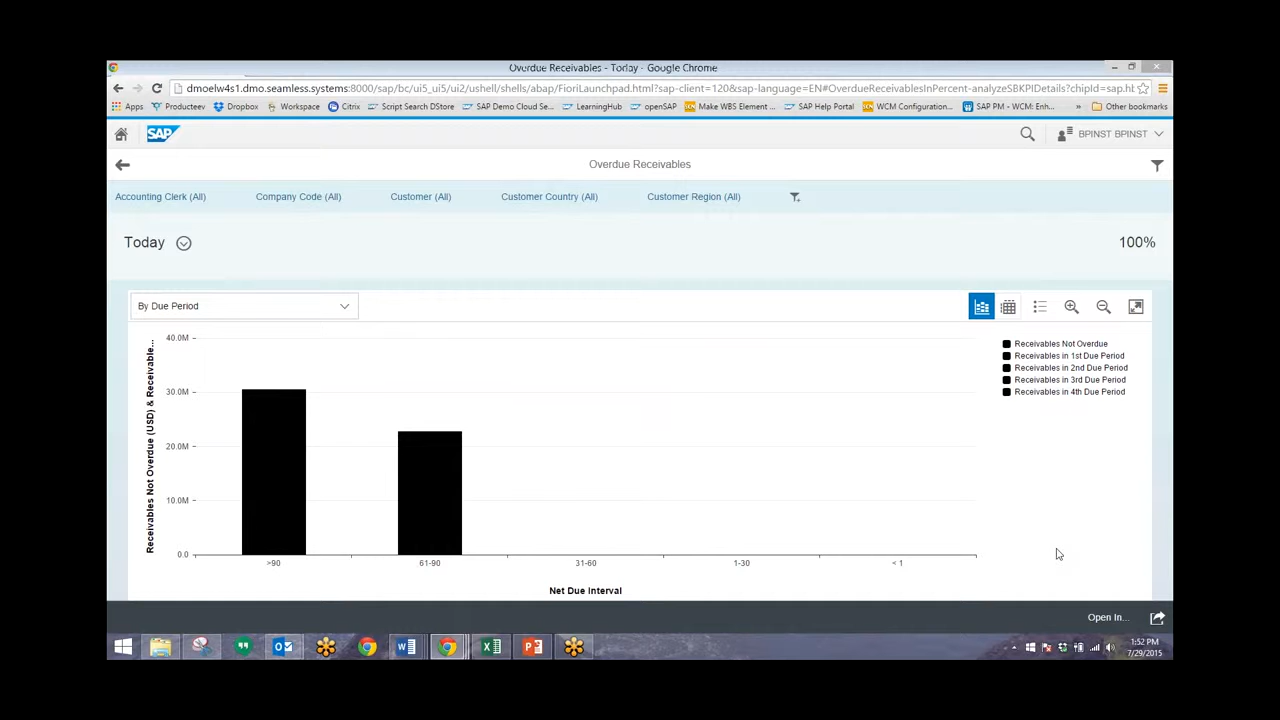 Overdue Receivables - Today - Google Chrome
dmoelw4s1.dmo.seamless.systems:8000/sap/bc/ui5_ui5/ui2/ushell/shells/abap/FioriLaunchpad.html?sap-client=120&sap-language=EN#OverdueReceivablesInPercent-analyzeSBKPIDetails?chipId=sap.ht
Apps Producteev Dropbox Workspace Citrix Script Search DStore SAP Demo Cloud Se... LearningHub openSAP Make WBS Element ... SAP Help Portal WCM Configuration... SAP PM - WCM: Enh... » Other bookmarks
SAP BPINST BPINST
Overdue Receivables
Accounting Clerk (All) Company Code (All) Customer (All) Customer Country (All) Customer Region (All)
Today 100%
By Due Period
Receivables Not Overdue (USD) & Receivable...
40.0M
30.0M
20.0M
10.0M
0.0
>90 61-90 31-60 1-30 < 1
Net Due Interval
Receivables Not Overdue
Receivables in 1st Due Period
Receivables in 2nd Due Period
Receivables in 3rd Due Period
Receivables in 4th Due Period
Open In...
1:52 PM
7/29/2015